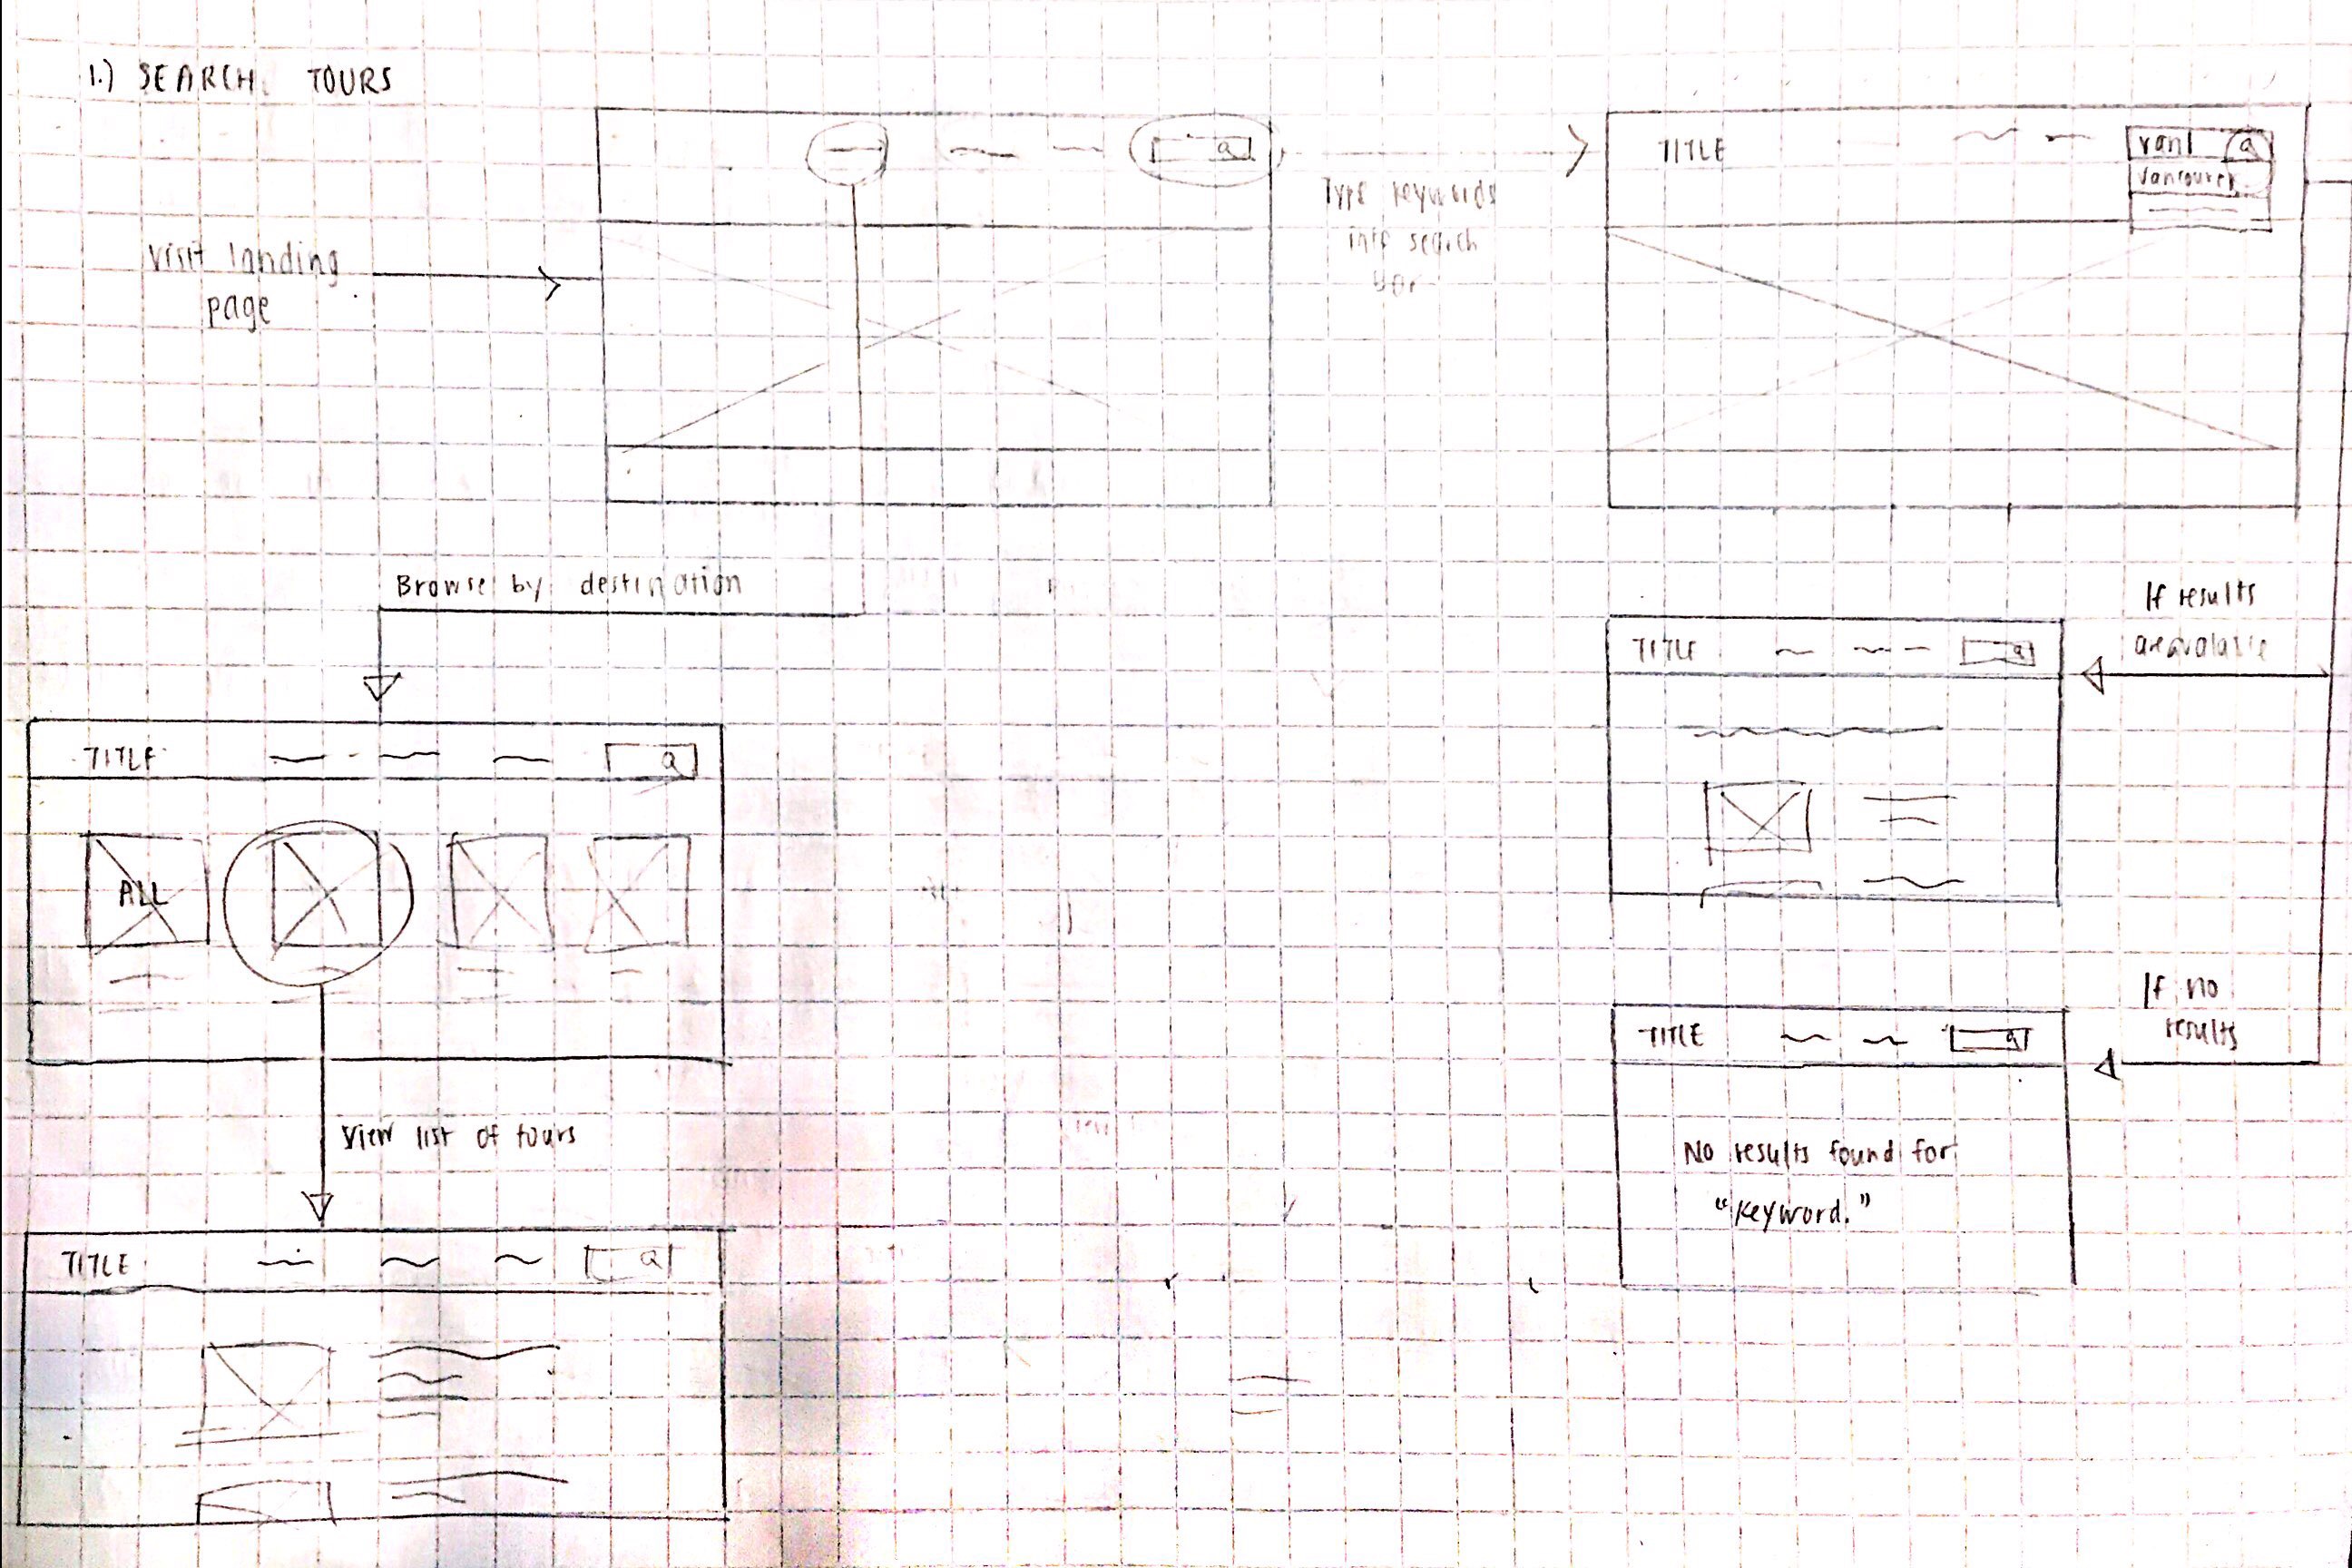 1.) SEARCH TOURS
Visit landing
page
Type keywords
into search
bar
TITLE
van|
Vancouver
Browse by destination
If results
are available
TITLE
TITLE
ALL
If no
results
TITLE
No results found for
"Keyword."
View list of tours
TITLE